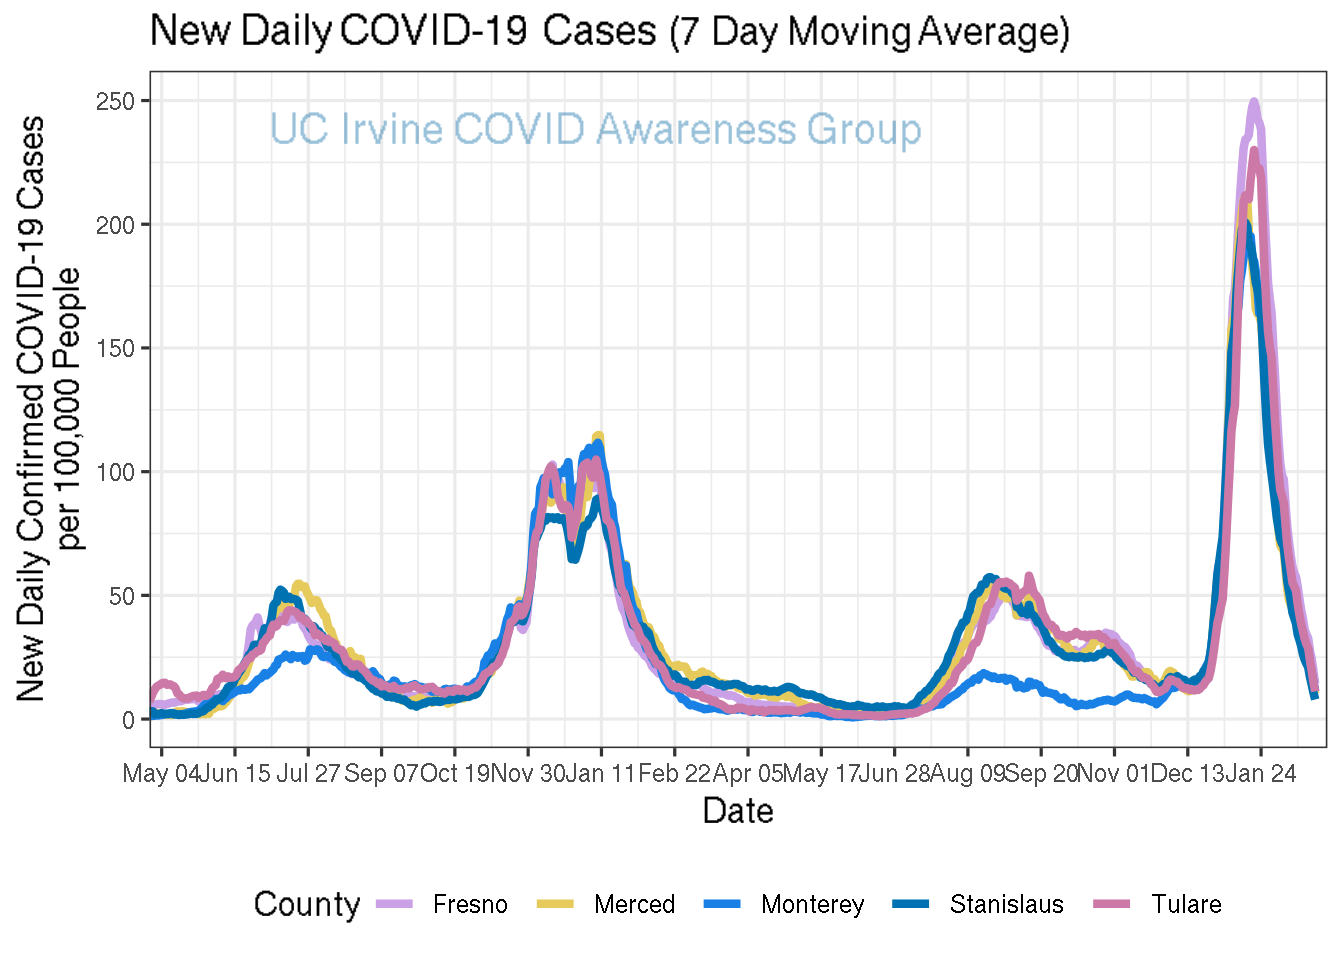 New Daily COVID-19 Cases (7 Day Moving Average)
UC Irvine COVID Awareness Group
New Daily Confirmed COVID-19 Cases
per 100,000 People
250
200
150
100
50
0
May 04 Jun 15 Jul 27 Sep 07 Oct 19 Nov 30 Jan 11 Feb 22 Apr 05 May 17 Jun 28 Aug 09 Sep 20 Nov 01 Dec 13 Jan 24
Date
County Fresno Merced Monterey Stanislaus Tulare